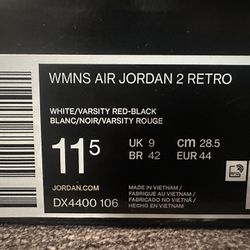 WMNS AIR JORDAN 2 RETRO
WHITE/VARSITY RED-BLACK
BLANC/NOIR/VARSITY ROUGE
11.5
UK 9 cm 28.5
BR 42 EUR 44
JORDAN.COM
DX4400 106
MADE IN VIETNAM /
FABRIQUE AU VIETNAM /
FABRICADO NO VIETNÃ /
HECHO EN VIETNAM